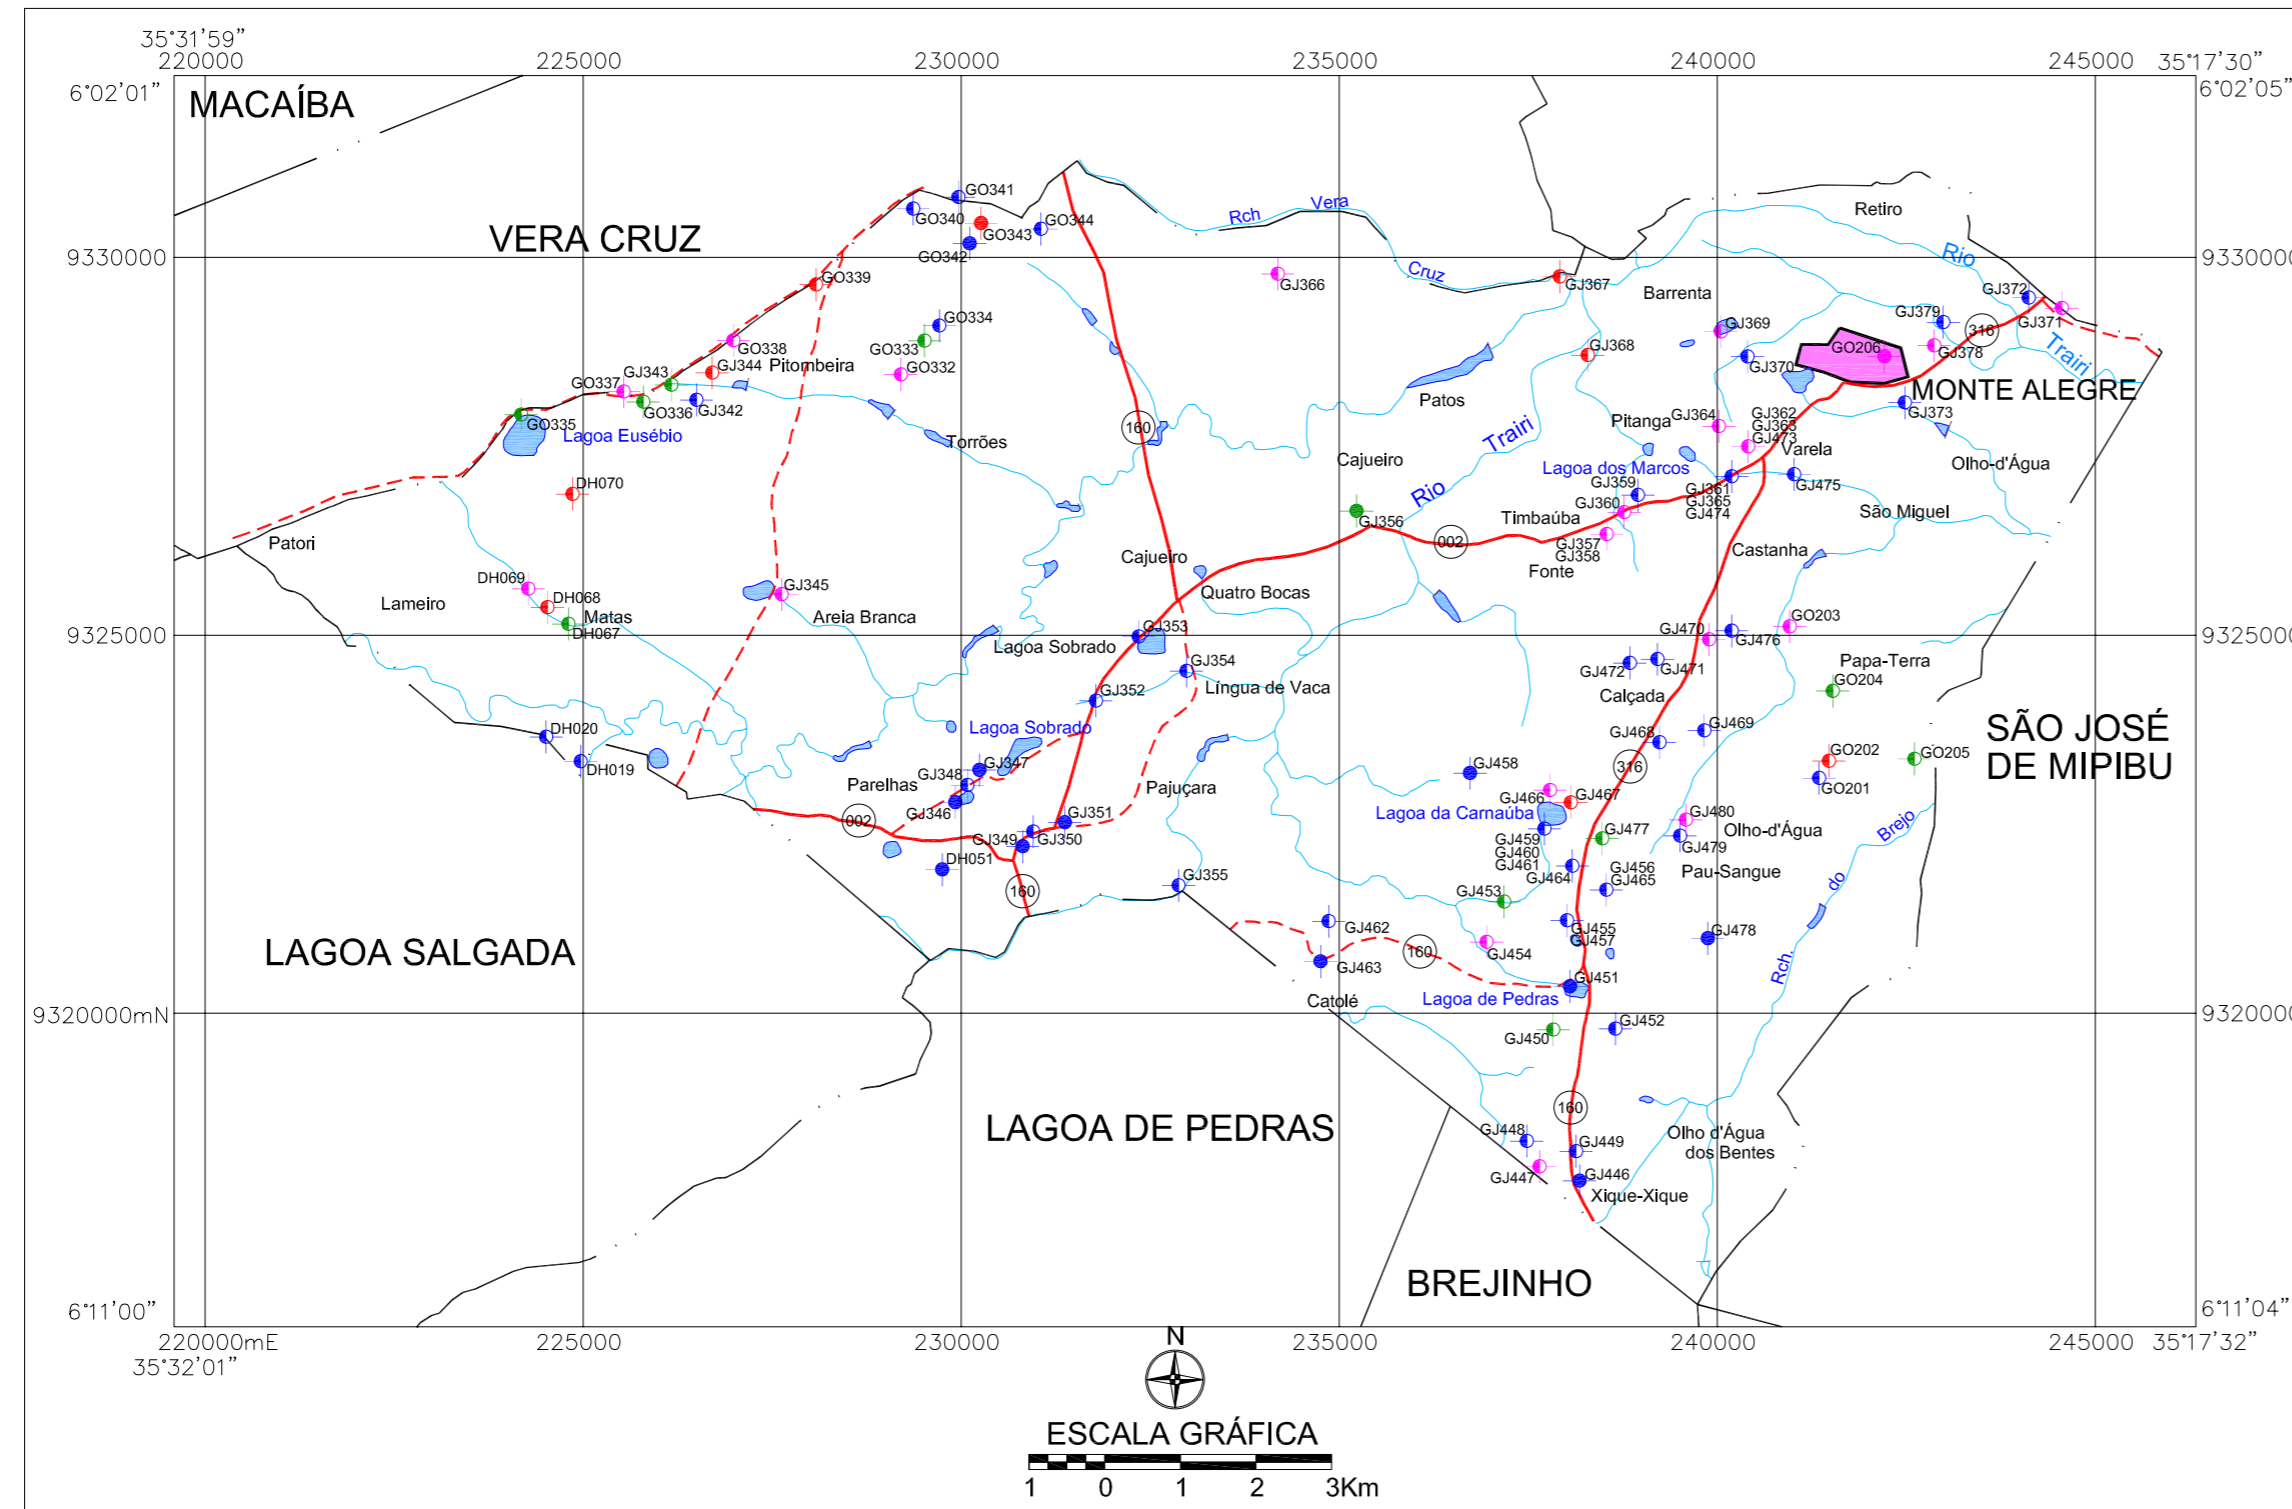 35°31'59"
220000
225000
230000
235000
240000
245000
35°17'30"
6°02'01"
6°02'05"
MACAÍBA
Retiro
GO341
GO340
GO344
GO343
GO342
Rch
Vera
Cruz
VERA CRUZ
Rio
9330000
9330000
GO339
GJ366
GJ367
Barrenta
GJ372
GJ379
GJ371
316
Trairi
GO334
GO333
GO338
GJ369
GO206
GJ378
GJ368
GJ370
Pitombeira
GJ344
GJ343
GO337
GO332
GO336
GJ342
MONTE ALEGRE
GJ373
Patos
GO335
Lagoa Eusébio
Torrões
160
Trairi
Pitanga
GJ364
GJ362
GJ363
GJ473
Varela
Cajueiro
Lagoa dos Marcos
Olho-d'Água
DH070
Rio
GJ359
GJ360
GJ361
GJ365
GJ474
GJ475
GJ356
Timbaúba
São Miguel
Patori
002
GJ357
GJ358
Fonte
Cajueiro
Castanha
DH069
DH068
Lameiro
Matas
DH067
GJ345
Areia Branca
Quatro Bocas
GO203
9325000
9325000
GJ353
Lagoa Sobrado
GJ470
GJ476
GJ354
Língua de Vaca
GJ472
GJ471
Calçada
Papa-Terra
GO204
GJ352
DH020
Lagoa Sobrado
GJ468
GJ469
SÃO JOSÉ
DE MIPIBU
DH019
GJ347
GJ348
Parelhas
GJ346
Pajuçara
GJ458
316
GO202
GO205
GO201
GJ466
GJ467
Lagoa da Carnaúba
002
GJ351
GJ349
GJ350
GJ459
GJ460
GJ461
GJ477
GJ480
Olho-d'Água
GJ479
Brejo
DH051
160
GJ355
GJ464
GJ456
GJ465
Pau-Sangue
do
GJ453
GJ462
GJ455
GJ457
GJ478
LAGOA SALGADA
160
GJ454
GJ463
Rch.
GJ451
Catolé
Lagoa de Pedras
9320000mN
9320000
GJ450
GJ452
160
LAGOA DE PEDRAS
GJ448
GJ449
Olho d'Água
dos Bentes
GJ447
GJ446
Xique-Xique
BREJINHO
6°11'00"
6°11'04"
220000mE
225000
230000
235000
240000
245000
35°17'32"
35°32'01"
N
ESCALA GRÁFICA
1 0 1 2 3Km